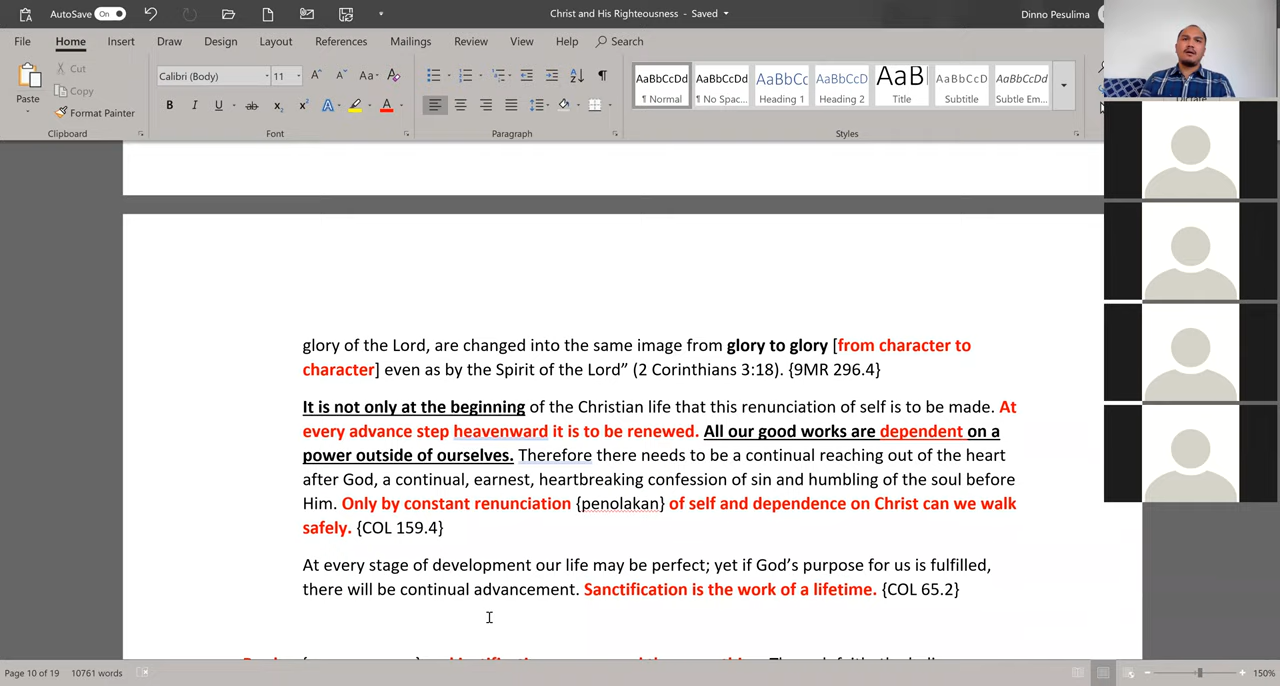 AutoSave On
Christ and His Righteousness - Saved
Dinno Pesulima
File Home Insert Draw Design Layout References Mailings Review View Help Search
Paste
Cut
Copy
Format Painter
Calibri (Body) 11
AaBbCcDd AaBbCcDd AaBbCc AaBbCcD AaB AaBbCcD AaBbCcDd
¶ Normal ¶ No Spac... Heading 1 Heading 2 Title Subtitle Subtle Em...
Clipboard Font Paragraph Styles
glory of the Lord, are changed into the same image from glory to glory [from character to
character] even as by the Spirit of the Lord” (2 Corinthians 3:18). {9MR 296.4}
It is not only at the beginning of the Christian life that this renunciation of self is to be made. At
every advance step heavenward it is to be renewed. All our good works are dependent on a
power outside of ourselves. Therefore there needs to be a continual reaching out of the heart
after God, a continual, earnest, heartbreaking confession of sin and humbling of the soul before
Him. Only by constant renunciation {penolakan} of self and dependence on Christ can we walk
safely. {COL 159.4}
At every stage of development our life may be perfect; yet if God’s purpose for us is fulfilled,
there will be continual advancement. Sanctification is the work of a lifetime. {COL 65.2}
Page 10 of 19 10761 words
150%